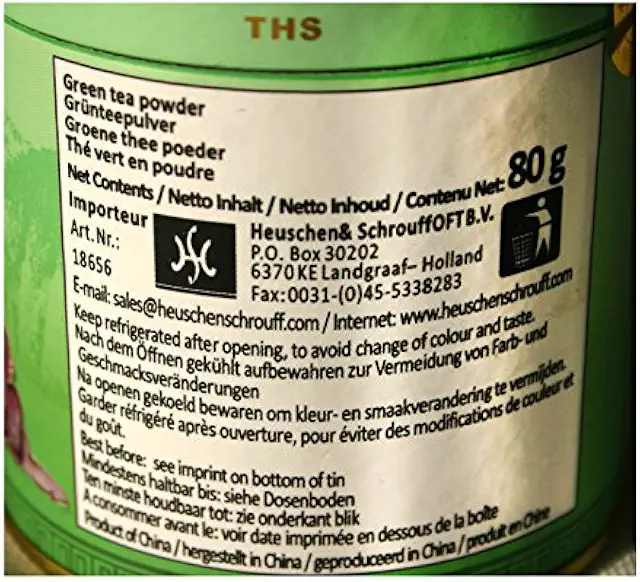 THS
Green tea powder
Grünteepulver
Groene thee poeder
Thé vert en poudre
Net Contents / Netto Inhalt / Netto Inhoud / Contenu Net: 80 g
Importeur
Art. Nr.:
18656
Heuschen& SchrouffOFT B.V.
P.O. Box 30202
6370 KE Landgraaf– Holland
Fax:0031-(0)45-5338283
E-mail: sales@heuschenschrouff.com / Internet: www.heuschenschrouff.com
Keep refrigerated after opening, to avoid change of colour and taste.
Nach dem Öffnen gekühlt aufbewahren zur Vermeidung von Farb- und
Geschmacksveränderungen
Na openen gekoeld bewaren om kleur- en smaakverandering te vermijden.
Garder réfrigéré après ouverture, pour éviter des modifications de couleur et
du goût.
Best before: see imprint on bottom of tin
Mindestens haltbar bis: siehe Dosenboden
Ten minste houdbaar tot: zie onderkant blik
A consommer avant le: voir date imprimée en dessous de la boîte
Product of China / hergestellt in China / geproduceerd in China / produit en Chine